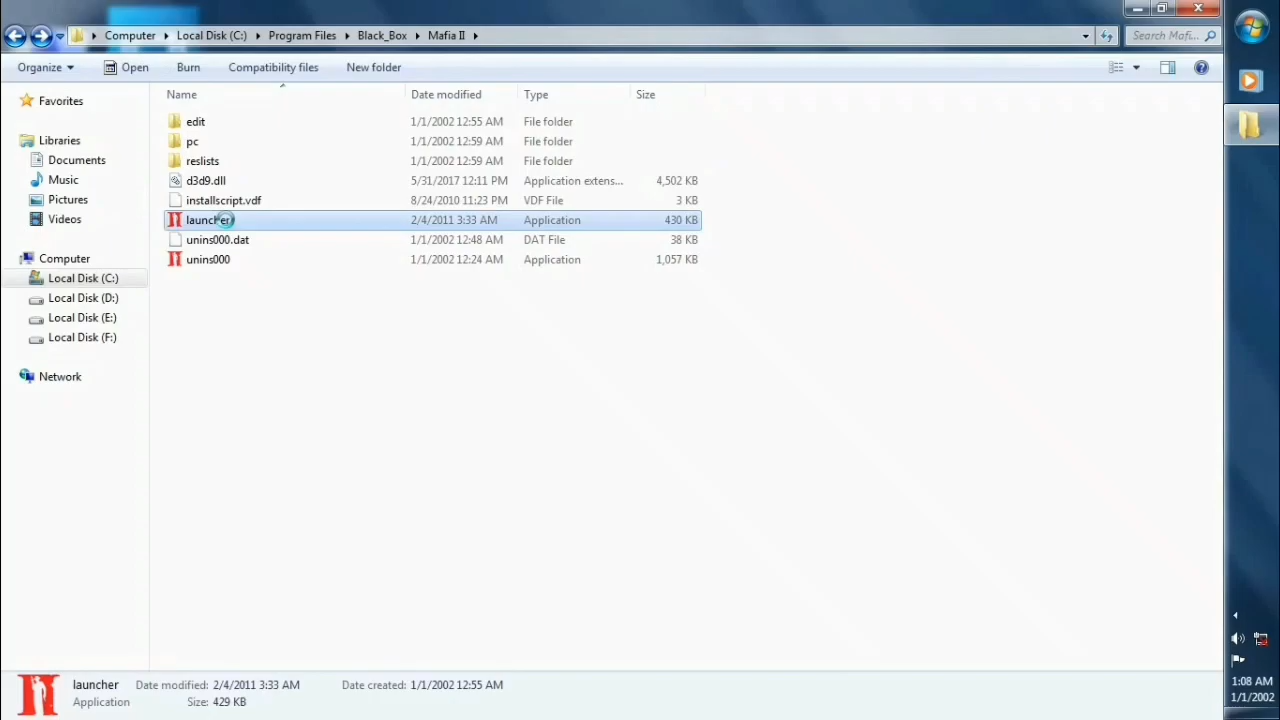 Computer Local Disk (C:) Program Files Black_Box Mafia II Search Mafi...
Organize Open Burn Compatibility files New folder
Name Date modified Type Size
Favorites
Libraries
Documents
Music
Pictures
Videos
Computer
Local Disk (C:)
Local Disk (D:)
Local Disk (E:)
Local Disk (F:)
Network
edit 1/1/2002 12:55 AM File folder
pc 1/1/2002 12:59 AM File folder
reslists 1/1/2002 12:59 AM File folder
d3d9.dll 5/31/2017 12:11 PM Application extens... 4,502 KB
installscript.vdf 8/24/2010 11:23 PM VDF File 3 KB
launcher 2/4/2011 3:33 AM Application 430 KB
unins000.dat 1/1/2002 12:48 AM DAT File 38 KB
unins000 1/1/2002 12:24 AM Application 1,057 KB
launcher Date modified: 2/4/2011 3:33 AM Date created: 1/1/2002 12:55 AM
Application Size: 429 KB
1:08 AM
1/1/2002